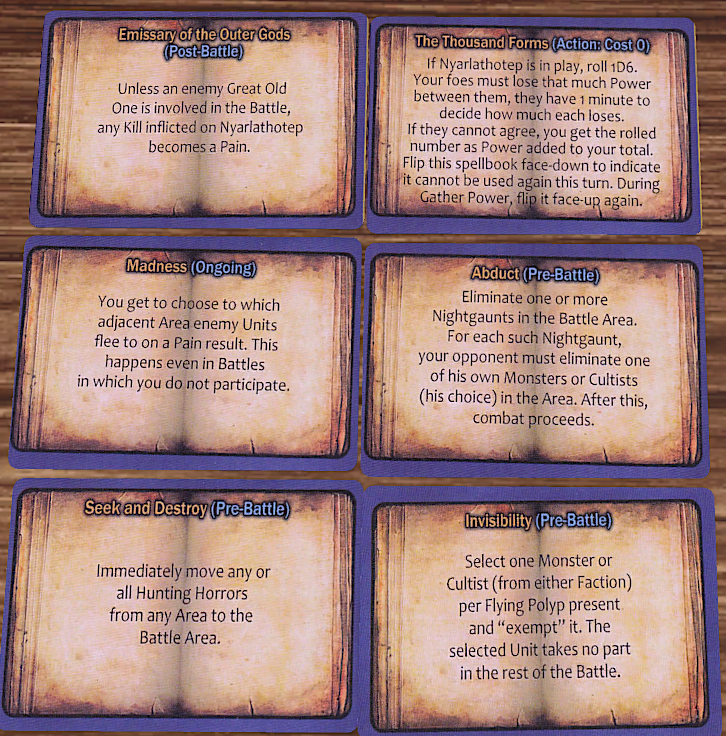 Emissary of the Outer Gods
(Post-Battle)
Unless an enemy Great Old
One is involved in the Battle,
any Kill inflicted on Nyarlathotep
becomes a Pain.
The Thousand Forms (Action: Cost 0)
If Nyarlathotep is in play, roll 1D6.
Your foes must lose that much Power
between them, they have 1 minute to
decide how much each loses.
If they cannot agree, you get the rolled
number as Power added to your total.
Flip this spellbook face-down to indicate
it cannot be used again this turn. During
Gather Power, flip it face-up again.
Madness (Ongoing)
You get to choose to which
adjacent Area enemy Units
flee to on a Pain result. This
happens even in Battles
in which you do not participate.
Abduct (Pre-Battle)
Eliminate one or more
Nightgaunts in the Battle Area.
For each such Nightgaunt,
your opponent must eliminate one
of his own Monsters or Cultists
(his choice) in the Area. After this,
combat proceeds.
Seek and Destroy (Pre-Battle)
Immediately move any or
all Hunting Horrors
from any Area to the
Battle Area.
Invisibility (Pre-Battle)
Select one Monster or
Cultist (from either Faction)
per Flying Polyp present
and “exempt” it. The
selected Unit takes no part
in the rest of the Battle.